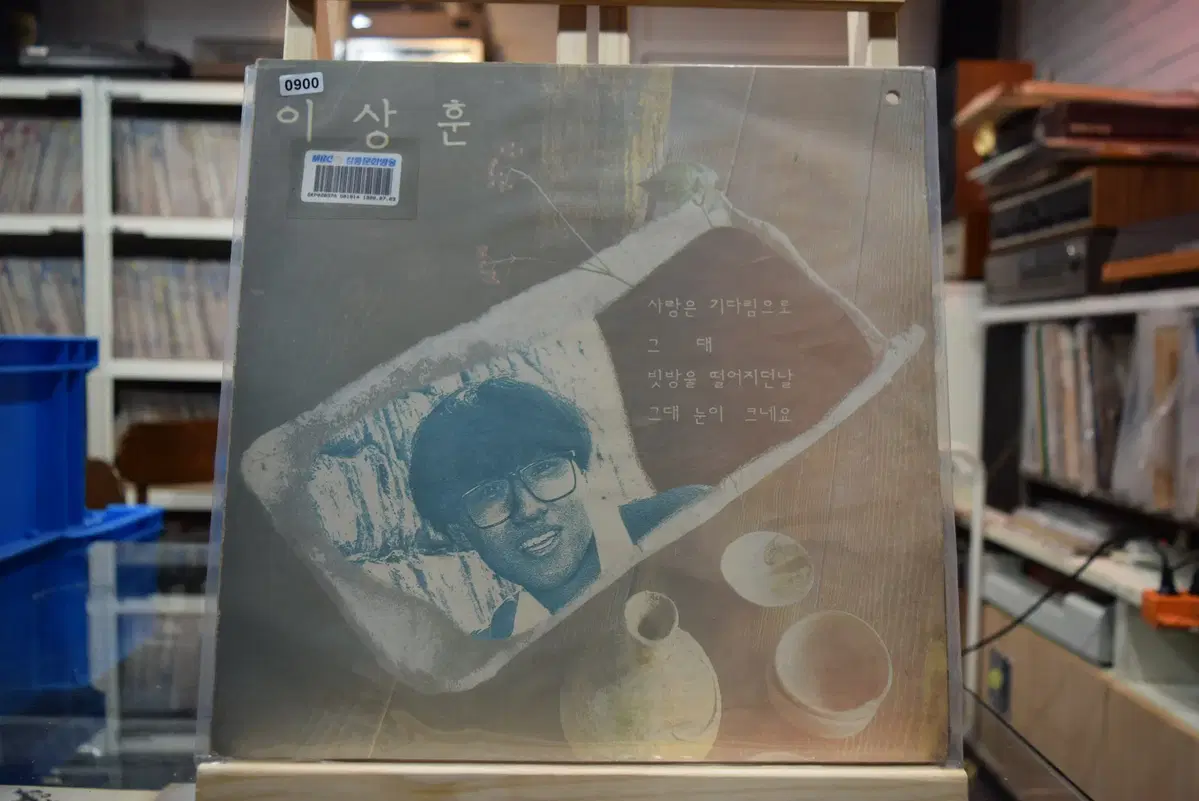 0900
이 상 훈
MBC
사랑은 기다림으로
그 대
빗방울 떨어지던날
그대 눈이 크네요